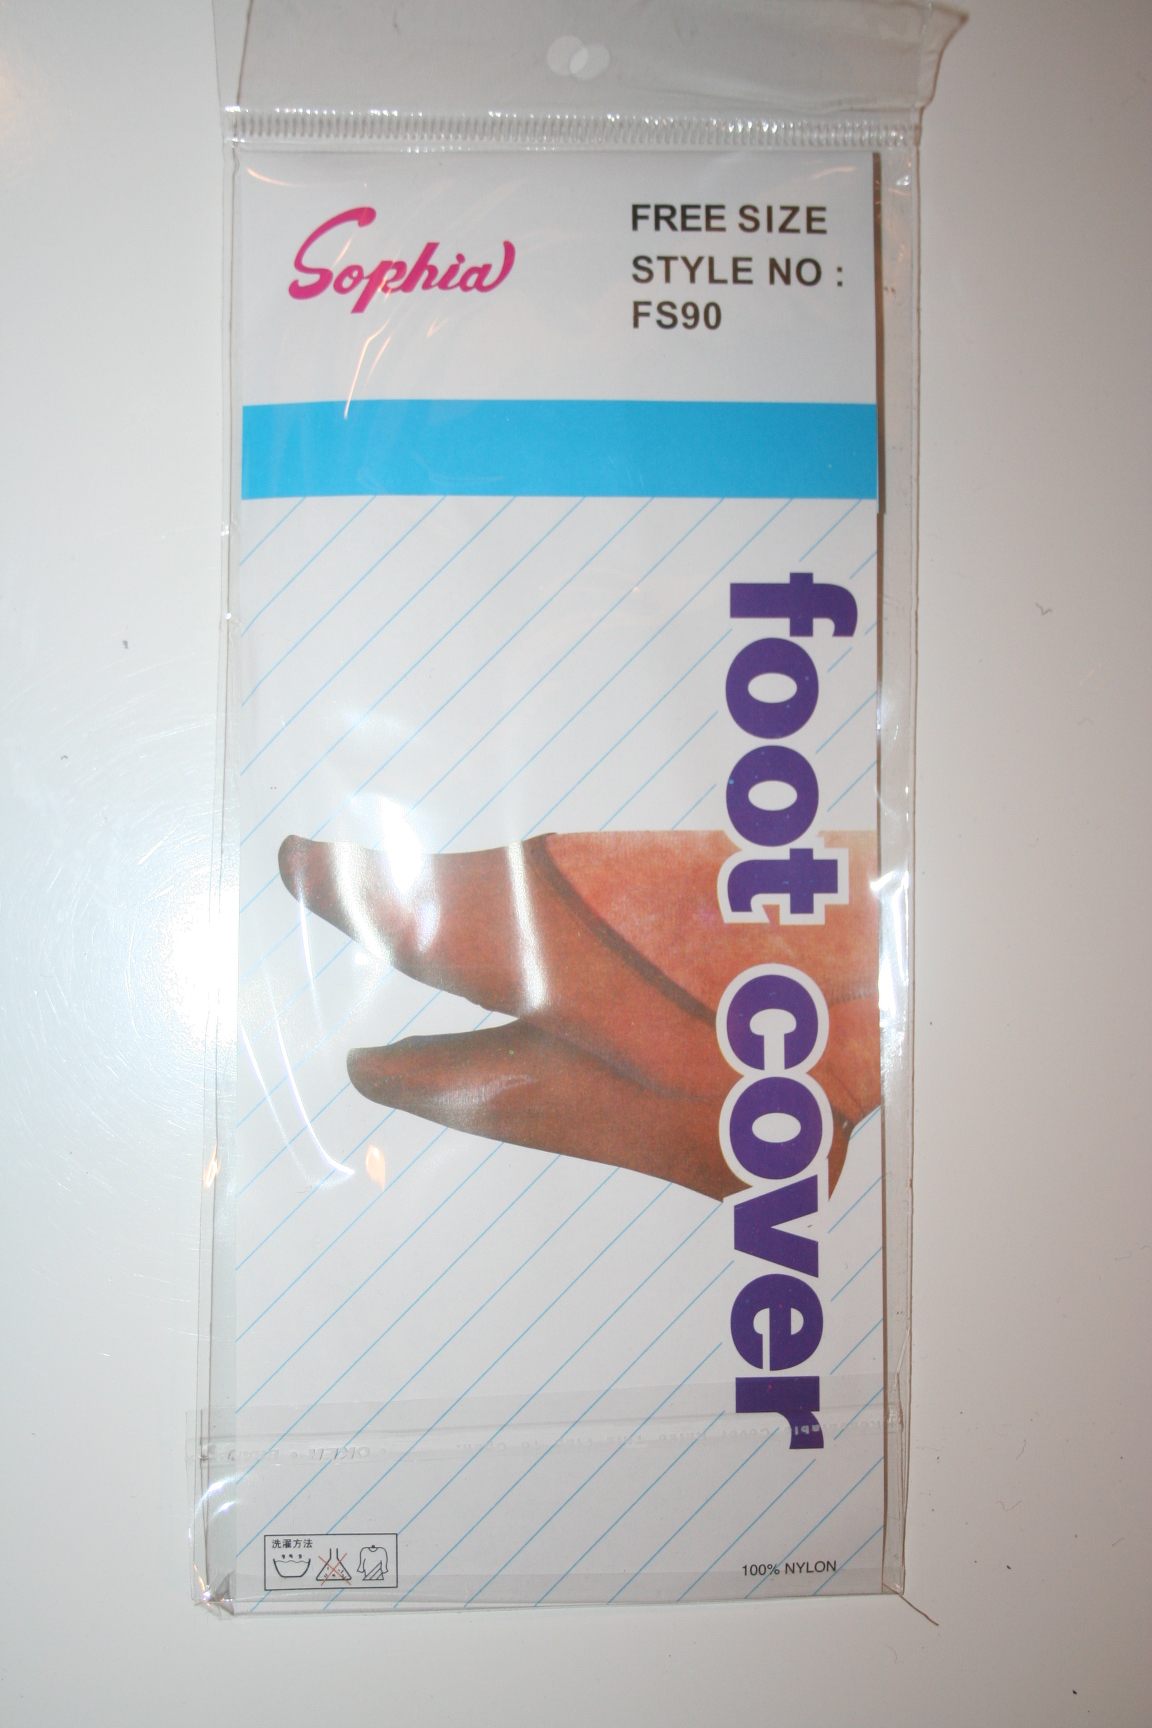 Sophia
FREE SIZE
STYLE NO :
FS90
foot cover
洗濯方法
100% NYLON